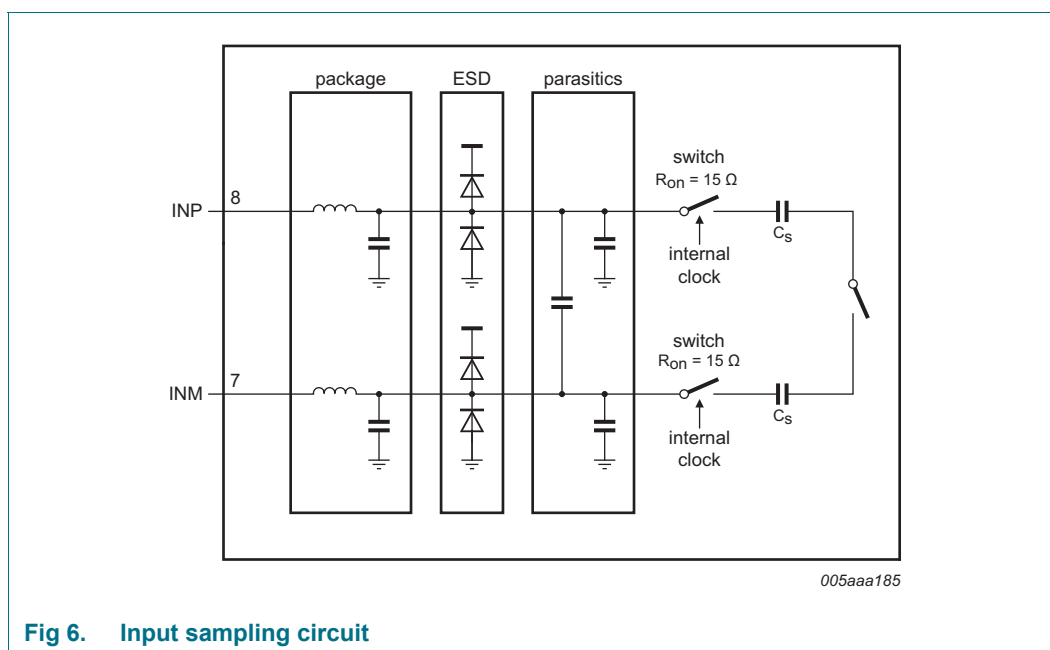 package
ESD
parasitics
switch
Ron = 15 Ω
INP
8
internal
clock
Cs
switch
Ron = 15 Ω
INM
7
internal
clock
Cs
005aaa185
Fig 6. Input sampling circuit